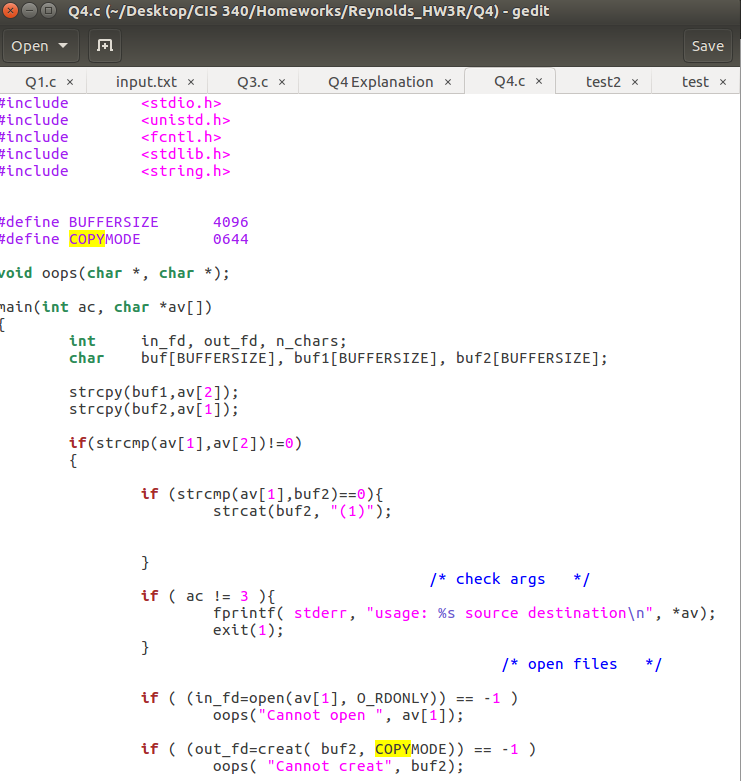 Q4.c (~/Desktop/CIS 340/Homeworks/Reynolds_HW3R/Q4) - gedit
Open Save
Q1.c × input.txt × Q3.c × Q4 Explanation × Q4.c × test2 × test ×
#include <stdio.h>
#include <unistd.h>
#include <fcntl.h>
#include <stdlib.h>
#include <string.h>
#define BUFFERSIZE 4096
#define COPYMODE 0644
void oops(char *, char *);
main(int ac, char *av[])
{
int in_fd, out_fd, n_chars;
char buf[BUFFERSIZE], buf1[BUFFERSIZE], buf2[BUFFERSIZE];
strcpy(buf1,av[2]);
strcpy(buf2,av[1]);
if(strcmp(av[1],av[2])!=0)
{
if (strcmp(av[1],buf2)==0){
strcat(buf2, "(1)");
}
/* check args */
if ( ac != 3 ){
fprintf( stderr, "usage: %s source destination\n", *av);
exit(1);
}
/* open files */
if ( (in_fd=open(av[1], O_RDONLY)) == -1 )
oops("Cannot open ", av[1]);
if ( (out_fd=creat( buf2, COPYMODE)) == -1 )
oops( "Cannot creat", buf2);